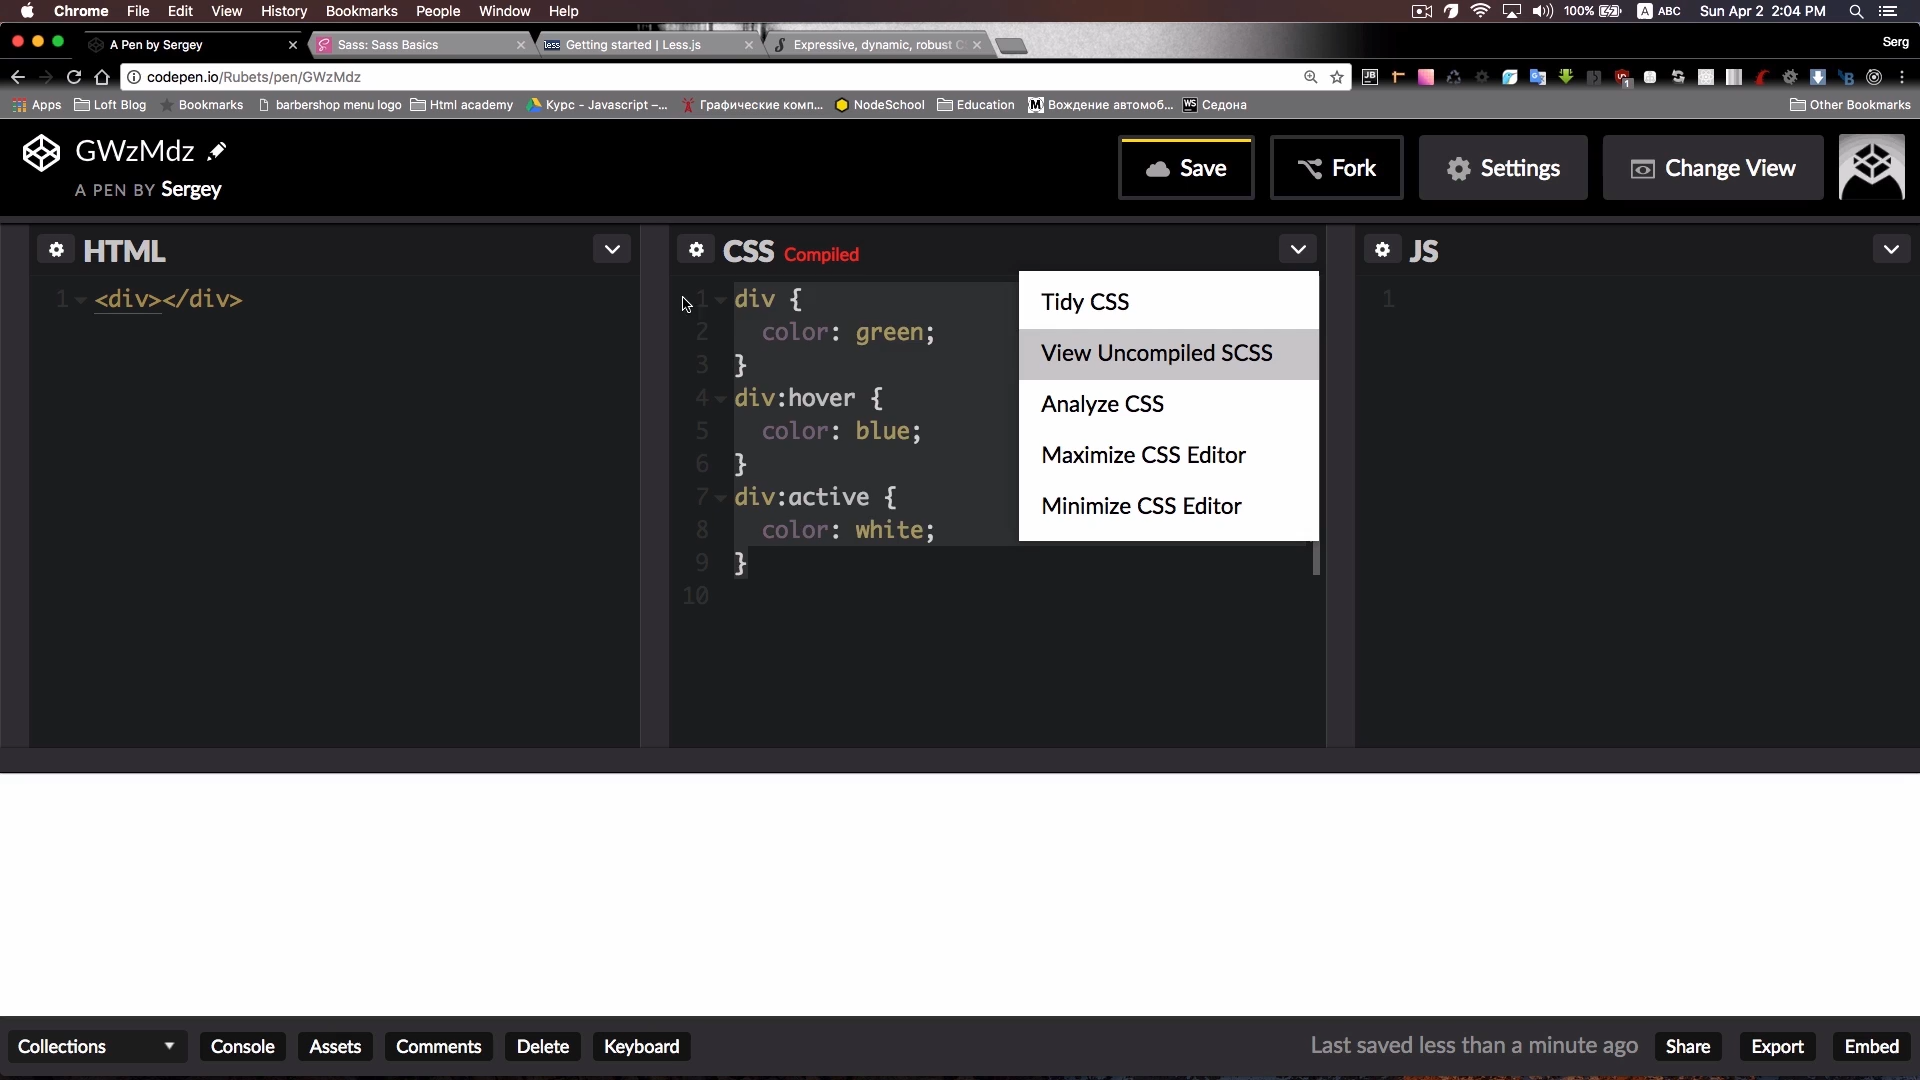 Chrome File Edit View History Bookmarks People Window Help 100% A ABC Sun Apr 2 2:04 PM
A Pen by Sergey Sass: Sass Basics less Getting started | Less.js Expressive, dynamic, robust Serg
codepen.io/Rubets/pen/GWzMdz
Apps Loft Blog Bookmarks barbershop menu logo Html academy Курс - Javascript –... Графические комп... NodeSchool Education M Вождение автомоб... WS Седона Other Bookmarks
GWzMdz
A PEN BY Sergey
Save Fork Settings Change View
HTML
1 <div></div>
CSS Compiled
1 div {
2 color: green;
3 }
4 div:hover {
5 color: blue;
6 }
7 div:active {
8 color: white;
9 }
10
Tidy CSS
View Uncompiled SCSS
Analyze CSS
Maximize CSS Editor
Minimize CSS Editor
JS
1
Collections Console Assets Comments Delete Keyboard Last saved less than a minute ago Share Export Embed